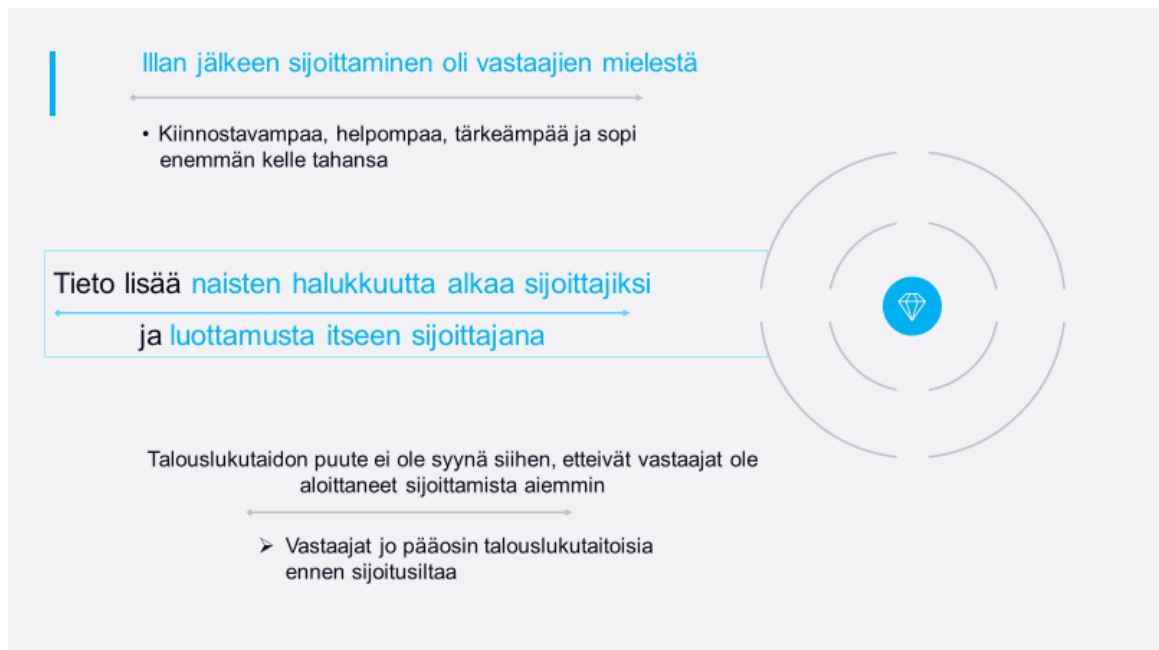 Illan jälkeen sijoittaminen oli vastaajien mielestä
• Kiinnostavampaa, helpompaa, tärkeämpää ja sopi
enemmän kelle tahansa
Tieto lisää naisten halukkuutta alkaa sijoittajiksi
ja luottamusta itseen sijoittajana
Talouslukutaidon puute ei ole syynä siihen, etteivät vastaajat ole
aloittaneet sijoittamista aiemmin
➢ Vastaajat jo pääosin talouslukutaitoisia
ennen sijoitusiltaa